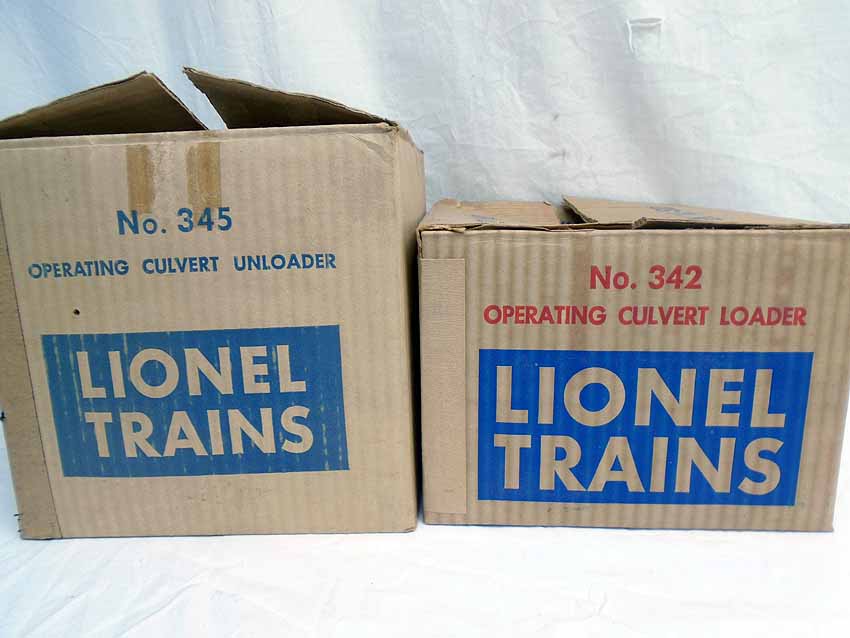 No. 345
OPERATING CULVERT UNLOADER
LIONEL
TRAINS
No. 342
OPERATING CULVERT LOADER
LIONEL
TRAINS